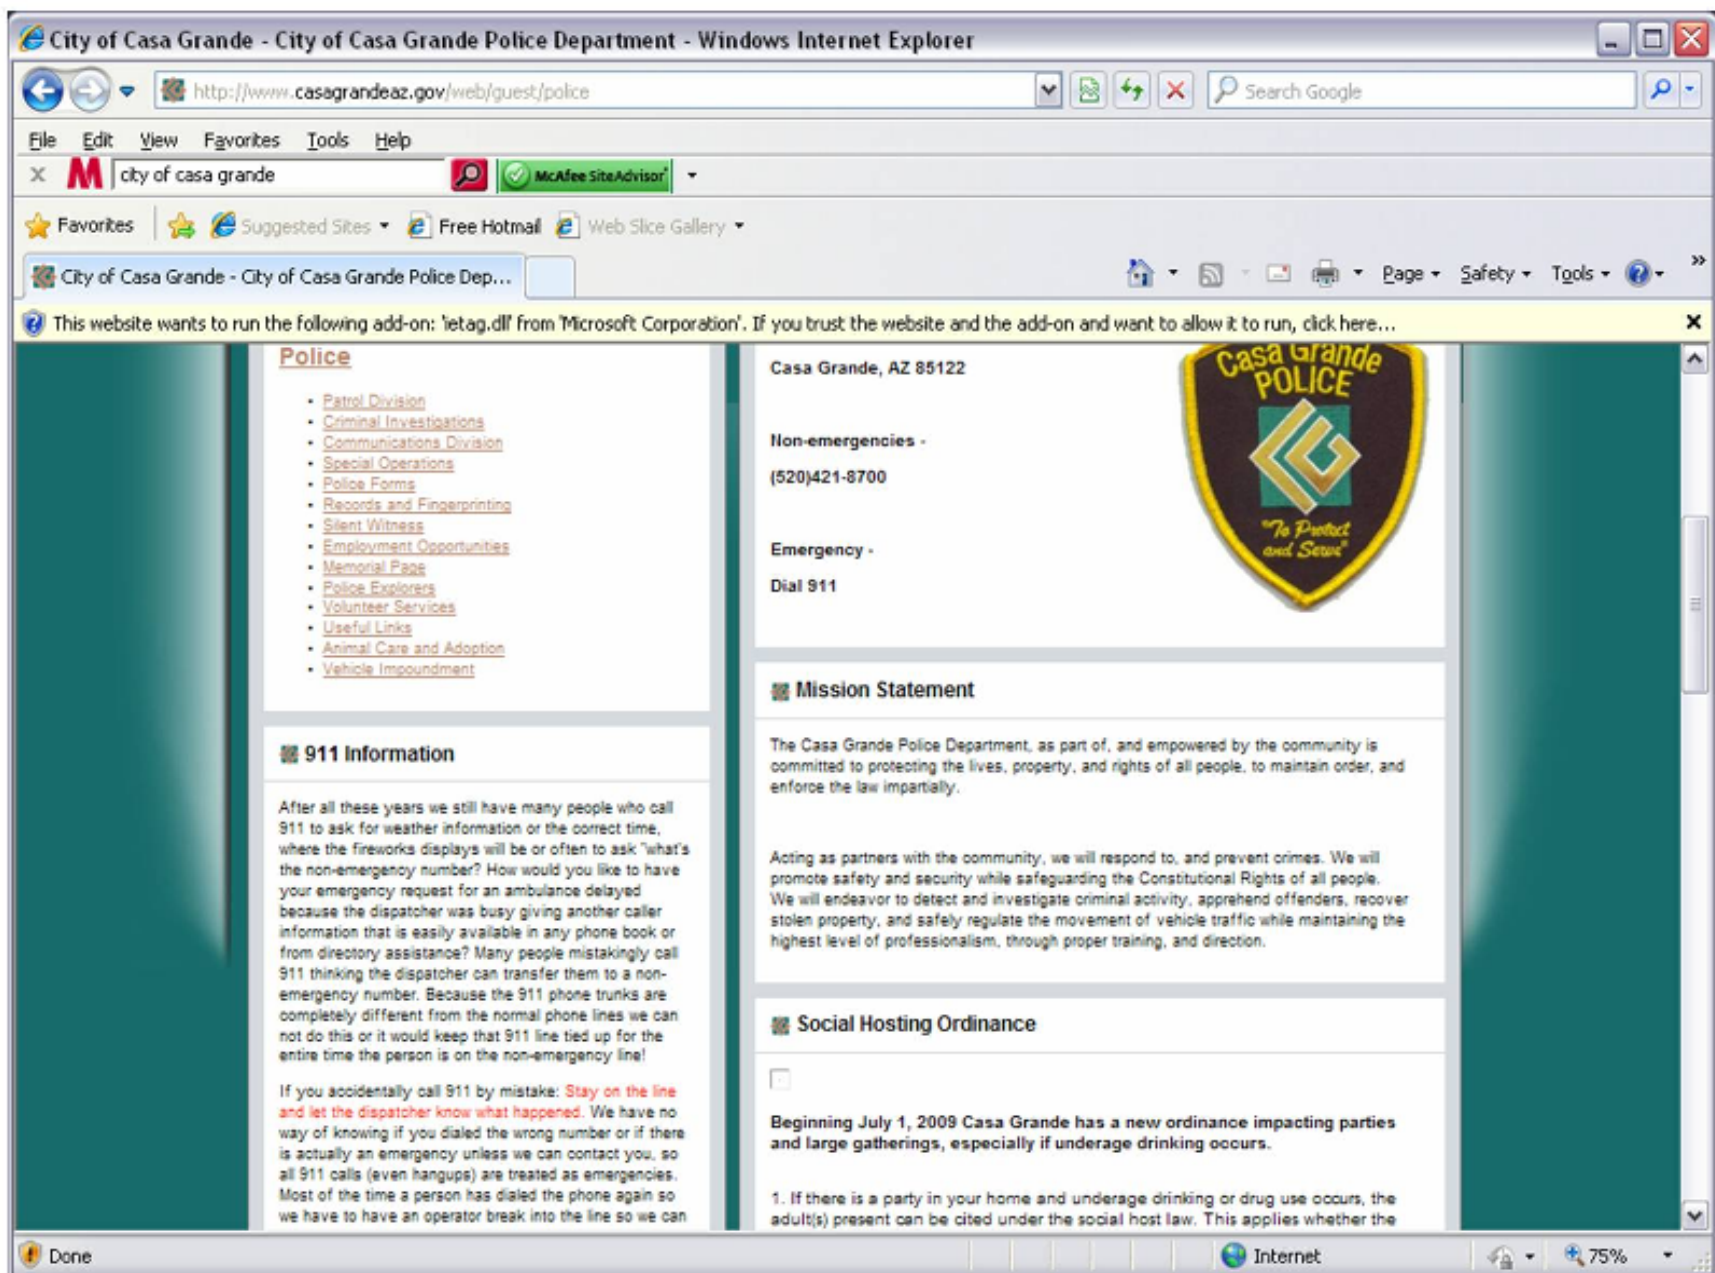 City of Casa Grande - City of Casa Grande Police Department - Windows Internet Explorer
http://www.casagrandeaz.gov/web/guest/police
Search Google
File Edit View Favorites Tools Help
x M city of casa grande McAfee SiteAdvisor
Favorites Suggested Sites Free Hotmail Web Slice Gallery
City of Casa Grande - City of Casa Grande Police Dep...
Page Safety Tools »
This website wants to run the following add-on: 'ietag.dll' from 'Microsoft Corporation'. If you trust the website and the add-on and want to allow it to run, click here...
Police
• Patrol Division
• Criminal Investigations
• Communications Division
• Special Operations
• Police Forms
• Records and Fingerprinting
• Silent Witness
• Employment Opportunities
• Memorial Page
• Police Explorers
• Volunteer Services
• Useful Links
• Animal Care and Adoption
• Vehicle Impoundment
911 Information
After all these years we still have many people who call
911 to ask for weather information or the correct time,
where the fireworks displays will be or often to ask "what's
the non-emergency number? How would you like to have
your emergency request for an ambulance delayed
because the dispatcher was busy giving another caller
information that is easily available in any phone book or
from directory assistance? Many people mistakingly call
911 thinking the dispatcher can transfer them to a non-
emergency number. Because the 911 phone trunks are
completely different from the normal phone lines we can
not do this or it would keep that 911 line tied up for the
entire time the person is on the non-emergency line!
If you accidentally call 911 by mistake: Stay on the line
and let the dispatcher know what happened. We have no
way of knowing if you dialed the wrong number or if there
is actually an emergency unless we can contact you, so
all 911 calls (even hangups) are treated as emergencies.
Most of the time a person has dialed the phone again so
we have to have an operator break into the line so we can
Casa Grande, AZ 85122
Non-emergencies -
(520)421-8700
Emergency -
Dial 911
Casa Grande
POLICE
"To Protect
and Serve"
Mission Statement
The Casa Grande Police Department, as part of, and empowered by the community is
committed to protecting the lives, property, and rights of all people, to maintain order, and
enforce the law impartially.
Acting as partners with the community, we will respond to, and prevent crimes. We will
promote safety and security while safeguarding the Constitutional Rights of all people.
We will endeavor to detect and investigate criminal activity, apprehend offenders, recover
stolen property, and safely regulate the movement of vehicle traffic while maintaining the
highest level of professionalism, through proper training, and direction.
Social Hosting Ordinance
Beginning July 1, 2009 Casa Grande has a new ordinance impacting parties
and large gatherings, especially if underage drinking occurs.
1. If there is a party in your home and underage drinking or drug use occurs, the
adult(s) present can be cited under the social host law. This applies whether the
Done Internet 75%